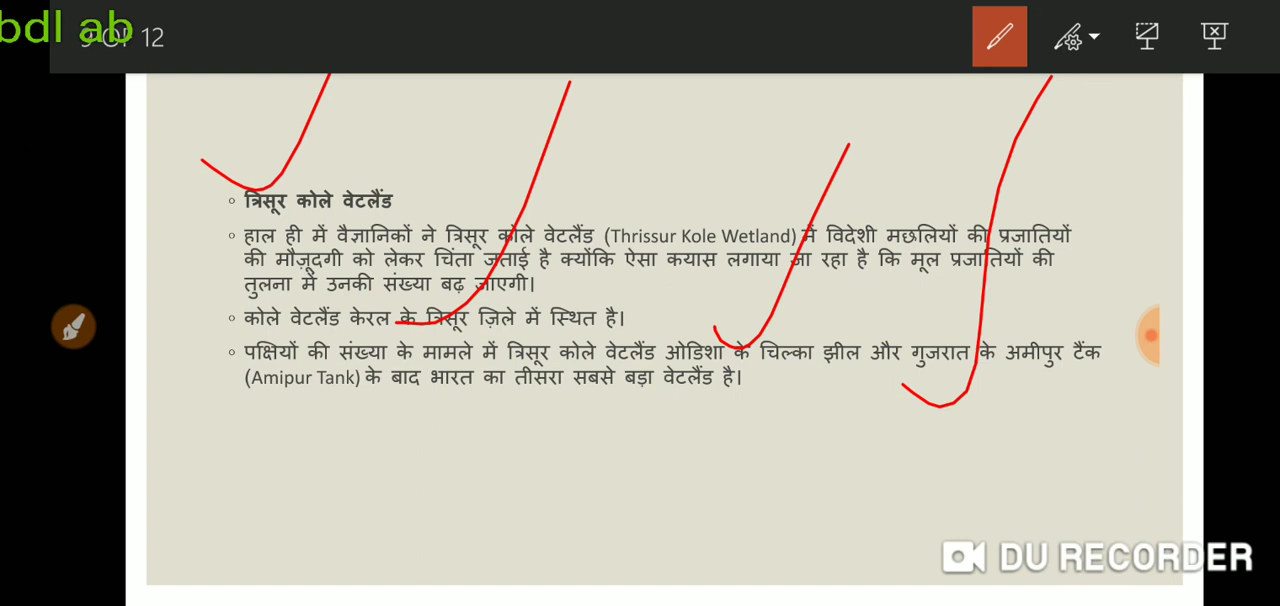 bdl ab
9 OF 12
त्रिसूर कोले वेटलैंड
हाल ही में वैज्ञानिकों ने त्रिसूर कोले वेटलैंड (Thrissur Kole Wetland) में विदेशी मछलियों की प्रजातियों
की मौज़ूदगी को लेकर चिंता जताई है क्योंकि ऐसा कयास लगाया जा रहा है कि मूल प्रजातियों की
तुलना में उनकी संख्या बढ़ जाएगी।
कोले वेटलैंड केरल के त्रिसूर ज़िले में स्थित है।
पक्षियों की संख्या के मामले में त्रिसूर कोले वेटलैंड ओडिशा के चिल्का झील और गुजरात के अमीपुर टैंक
(Amipur Tank) के बाद भारत का तीसरा सबसे बड़ा वेटलैंड है।
DU RECORDER